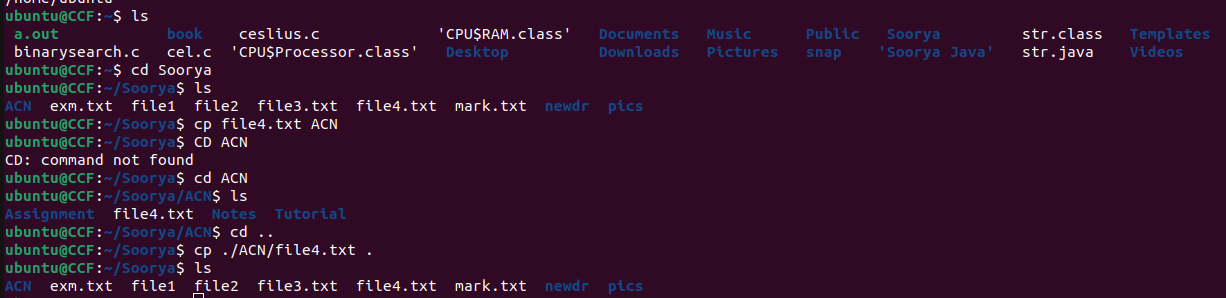 ubuntu@CCF:~$ ls
a.out book ceslius.c 'CPU$RAM.class' Documents Music Public Soorya str.class Templates
binarysearch.c cel.c 'CPU$Processor.class' Desktop Downloads Pictures snap 'Soorya Java' str.java Videos
ubuntu@CCF:~$ cd Soorya
ubuntu@CCF:~/Soorya$ ls
ACN exm.txt file1 file2 file3.txt file4.txt mark.txt newdr pics
ubuntu@CCF:~/Soorya$ cp file4.txt ACN
ubuntu@CCF:~/Soorya$ CD ACN
CD: command not found
ubuntu@CCF:~/Soorya$ cd ACN
ubuntu@CCF:~/Soorya/ACN$ ls
Assignment file4.txt Notes Tutorial
ubuntu@CCF:~/Soorya/ACN$ cd ..
ubuntu@CCF:~/Soorya$ cp ./ACN/file4.txt .
ubuntu@CCF:~/Soorya$ ls
ACN exm.txt file1 file2 file3.txt file4.txt mark.txt newdr pics